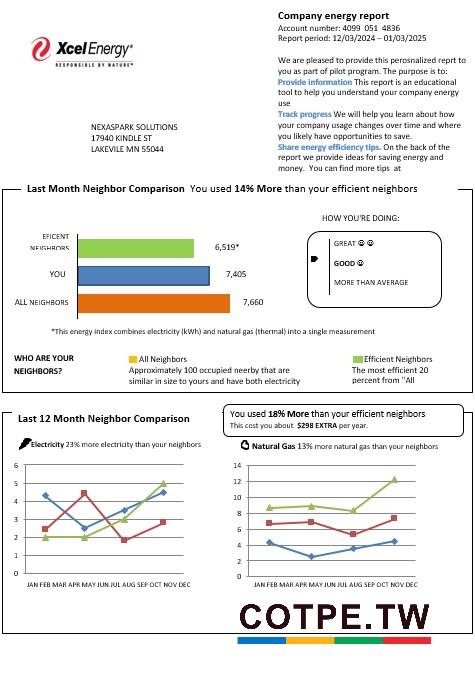 Company energy report
Account number: 4099 051 4836
Report period: 12/03/2024 – 01/03/2025
XcelEnergy®
RESPONSIBLE BY NATURE®
We are pleased to provide this perosnalized reprt to
you as part of pilot program. The purpose is to:
Provide information This report is an educational
tool to help you understand your company energy
use
Track progress We will help you learn about how
your company usage changes over time and where
you likely have opportunities to save.
Share energy efficiency tips. On the back of the
report we provide ideas for saving energy and
money. You can find more tips at
NEXASPARK SOLUTIONS
17940 KINDLE ST
LAKEVILE MN 55044
Last Month Neighbor Comparison You used 14% More than your efficient neighbors
HOW YOU'RE DOING:
EFICENT
NEIGHBORS
6,519*
YOU
7,405
ALL NEIGHBORS
7,660
GREAT ☺☺
GOOD ☺
MORE THAN AVERAGE
*This energy index combines electricity (kWh) and natural gas (thermal) into a single measurement
WHO ARE YOUR
NEIGHBORS?
All Neighbors
Approximately 100 occupied neerby that are
similar in size to yours and have both electricity
Efficient Neighbors
The most efficient 20
percent from "All
Last 12 Month Neighbor Comparison
You used 18% More than your efficient neighbors
This cost you about $298 EXTRA per year.
Electricity 23% more electricity than your neighbors
Natural Gas 13% more natural gas than your neighbors
6
5
4
3
2
1
0
JAN FEB MAR APR MAY JUN JUL AUG SEP OCT NOV DEC
14
12
10
8
6
4
2
0
JAN FEB MAR APR MAY JUN JUL AUG SEP OCT NOV DEC
COTPE.TW